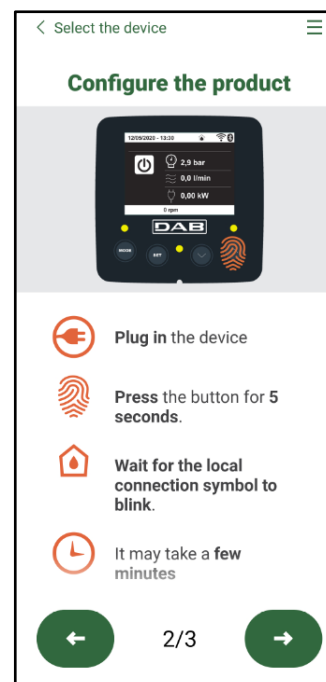 Select the device
Configure the product
12/05/2020 - 13:38
2,9 bar
0,0 l/min
0,00 kW
0 rpm
DAB
MODE
SET
Plug in the device
Press the button for 5
seconds.
Wait for the local
connection symbol to
blink.
It may take a few
minutes
2/3